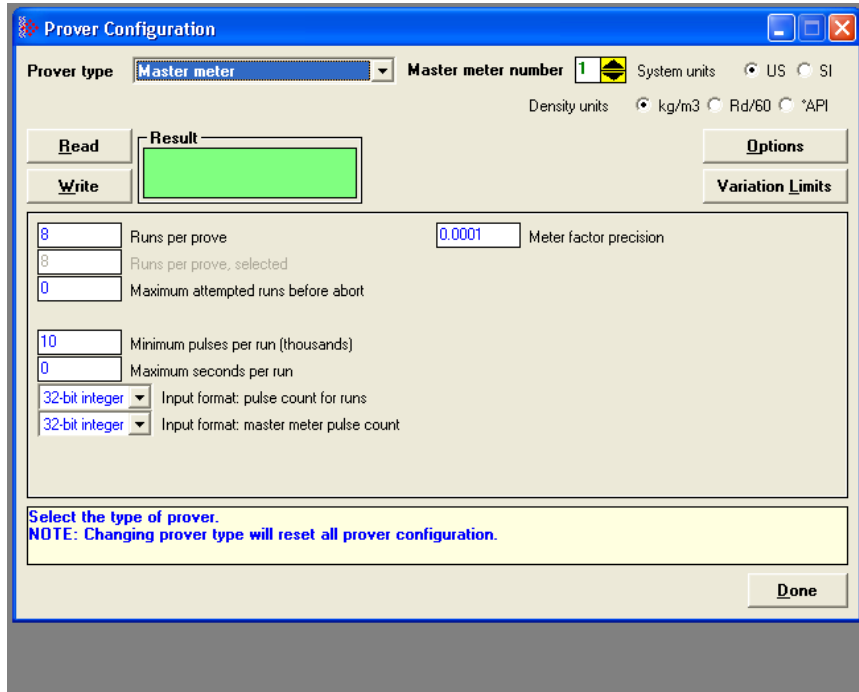 Prover Configuration
Prover type Master meter Master meter number 1 System units US SI
Density units kg/m3 Rd/60 °API
Read Result Options
Write Variation Limits
8 Runs per prove 0.0001 Meter factor precision
8 Runs per prove, selected
0 Maximum attempted runs before abort
10 Minimum pulses per run (thousands)
0 Maximum seconds per run
32-bit integer Input format: pulse count for runs
32-bit integer Input format: master meter pulse count
Select the type of prover.
NOTE: Changing prover type will reset all prover configuration.
Done